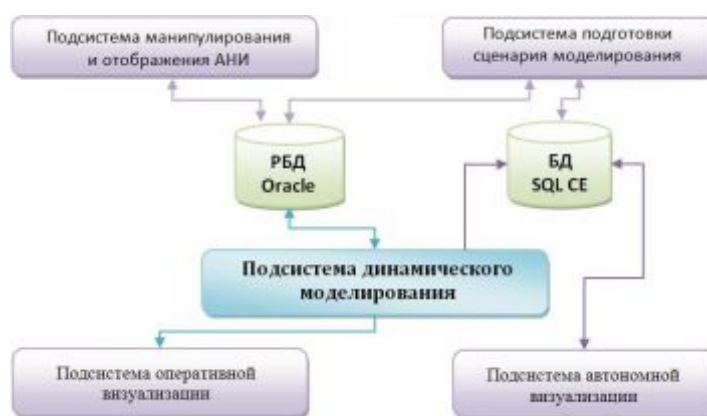 Подсистема манипулирования
и отображения АНИ
Подсистема подготовки
сценария моделирования
РБД
Oracle
БД
SQL CE
Подсистема динамического
моделирования
Подсистема оперативной
визуализации
Подсистема автономной
визуализации